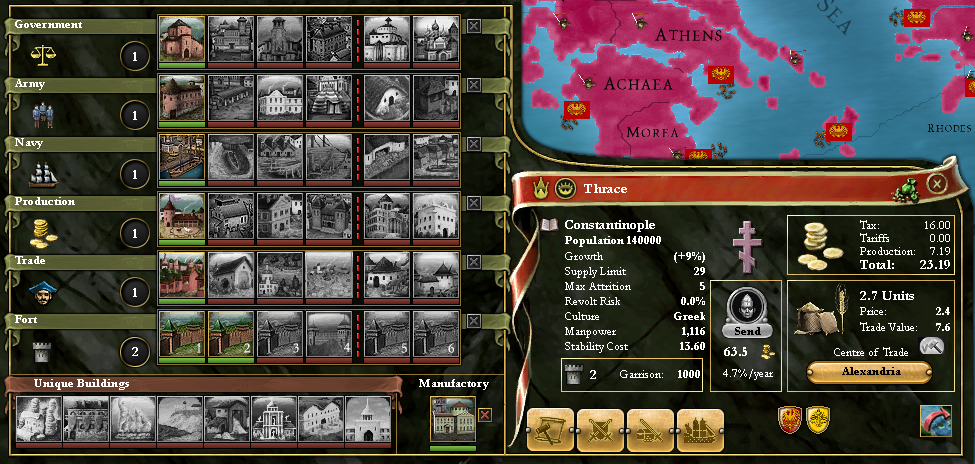 Government
1
Army
1
Navy
1
Production
1
Trade
1
Fort
2
1
2
3
4
5
6
Unique Buildings
Manufactory
SEA
ATHENS
ACHAEA
MOREA
RHODES
Thrace
Constantinople
Population 140000
Growth (+9%)
Supply Limit 29
Max Attrition 5
Revolt Risk 0.0%
Culture Greek
Manpower 1,116
Stability Cost 13.60
2 Garrison: 1000
Send
63.5
4.7%/year
Tax: 16.00
Tariffs 0.00
Production: 7.19
Total: 23.19
2.7 Units
Price: 2.4
Trade Value: 7.6
Centre of Trade
Alexandria